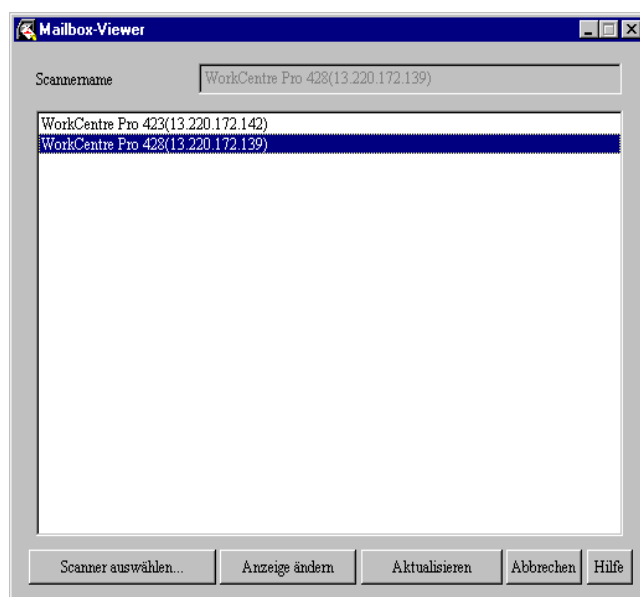 Mailbox-Viewer
Scannername WorkCentre Pro 428(13.220.172.139)
WorkCentre Pro 423(13.220.172.142)
WorkCentre Pro 428(13.220.172.139)
Scanner auswählen... Anzeige ändern Aktualisieren Abbrechen Hilfe